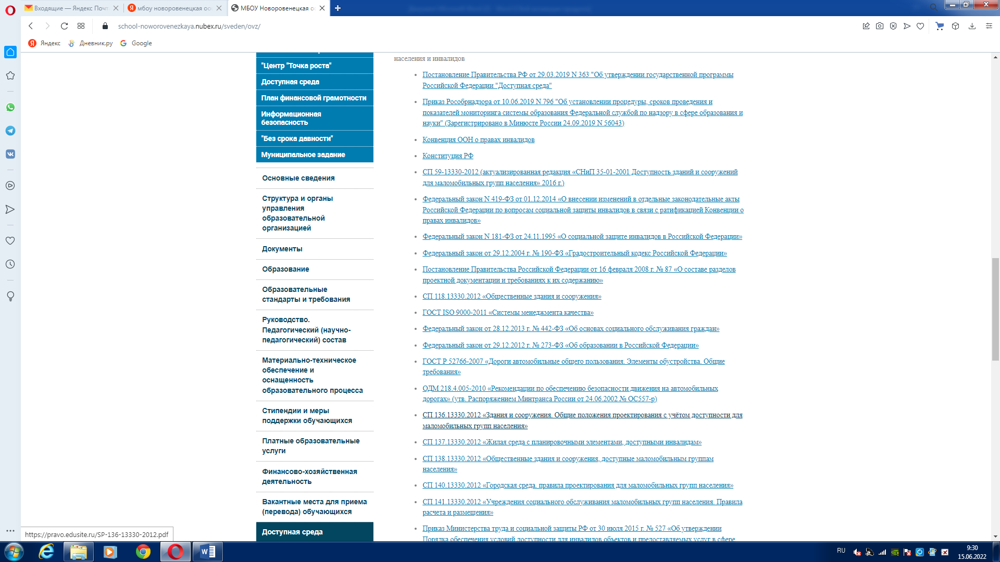 Входящие — Яндекс Почт
мбоу новоровенецкая ос
МБОУ Новоровенецкая о
school-noworovenezkaya.nubex.ru/sveden/ovz/
Яндекс
Дневник.ру
Google
"Центр "Точка роста"
Доступная среда
План финансовой грамотности
Информационная
безопасность
"Без срока давности"
Муниципальное задание
Основные сведения
Структура и органы
управления
образовательной
организацией
Документы
Образование
Образовательные
стандарты и требования
Руководство.
Педагогический (научно-
педагогический) состав
Материально-техническое
обеспечение и
оснащенность
образовательного процесса
Стипендии и меры
поддержки обучающихся
Платные образовательные
услуги
Финансово-хозяйственная
деятельность
Вакантные места для приема
(перевода) обучающихся
Доступная среда
населения и инвалидов
Постановление Правительства РФ от 29.03.2019 N 363 "Об утверждении государственной программы
Российской Федерации "Доступная среда"
Приказ Рособрнадзора от 10.06.2019 N 796 "Об установлении процедуры, сроков проведения и
показателей мониторинга системы образования Федеральной службой по надзору в сфере образования и
науки" (Зарегистрировано в Минюсте России 24.09.2019 N 56043)
Конвенция ООН о правах инвалидов
Конституция РФ
СП 59-13330-2012 (актуализированная редакция «СНиП 35-01-2001 Доступность зданий и сооружений
для маломобильных групп населения» 2016 г.)
Федеральный закон N 419-ФЗ от 01.12.2014 «О внесении изменений в отдельные законодательные акты
Российской Федерации по вопросам социальной защиты инвалидов в связи с ратификацией Конвенции о
правах инвалидов»
Федеральный закон N 181-ФЗ от 24.11.1995 «О социальной защите инвалидов в Российской Федерации»
Федеральный закон от 29.12.2004 г. № 190-ФЗ «Градостроительный кодекс Российской Федерации»
Постановление Правительства Российской Федерации от 16 февраля 2008 г. № 87 «О составе разделов
проектной документации и требованиях к их содержанию»
СП 118.13330.2012 «Общественные здания и сооружения»
ГОСТ ISO 9000-2011 «Системы менеджмента качества»
Федеральный закон от 28.12.2013 г. № 442-ФЗ «Об основах социального обслуживания граждан»
Федеральный закон от 29.12.2012 г. № 273-ФЗ «Об образовании в Российской Федерации»
ГОСТ Р 52766-2007 «Дороги автомобильные общего пользования. Элементы обустройства. Общие
требования»
ОДМ 218.4.005-2010 «Рекомендации по обеспечению безопасности движения на автомобильных
дорогах» (утв. Распоряжением Минтранса России от 24.06.2002 № ОС557-р)
СП 136.13330.2012 «Здания и сооружения. Общие положения проектирования с учётом доступности для
маломобильных групп населения»
СП 137.13330.2012 «Жилая среда с планировочными элементами, доступными инвалидам»
СП 138.13330.2012 «Общественные здания и сооружения, доступные маломобильным группам
населения»
СП 140.13330.2012 «Городская среда. правила проектирования для маломобильных групп населения»
СП 141.13330.2012 «Учреждения социального обслуживания маломобильных групп населения. Правила
расчета и размещения»
Приказ Министерства труда и социальной защиты РФ от 30 июля 2015 г. № 527 «Об утверждении
Порядка обеспечения условий доступности для инвалидов объектов и предоставляемых услуг в сфере
https://pravo.edusite.ru/SP-136-13330-2012.pdf
RU
9:30
15.06.2022